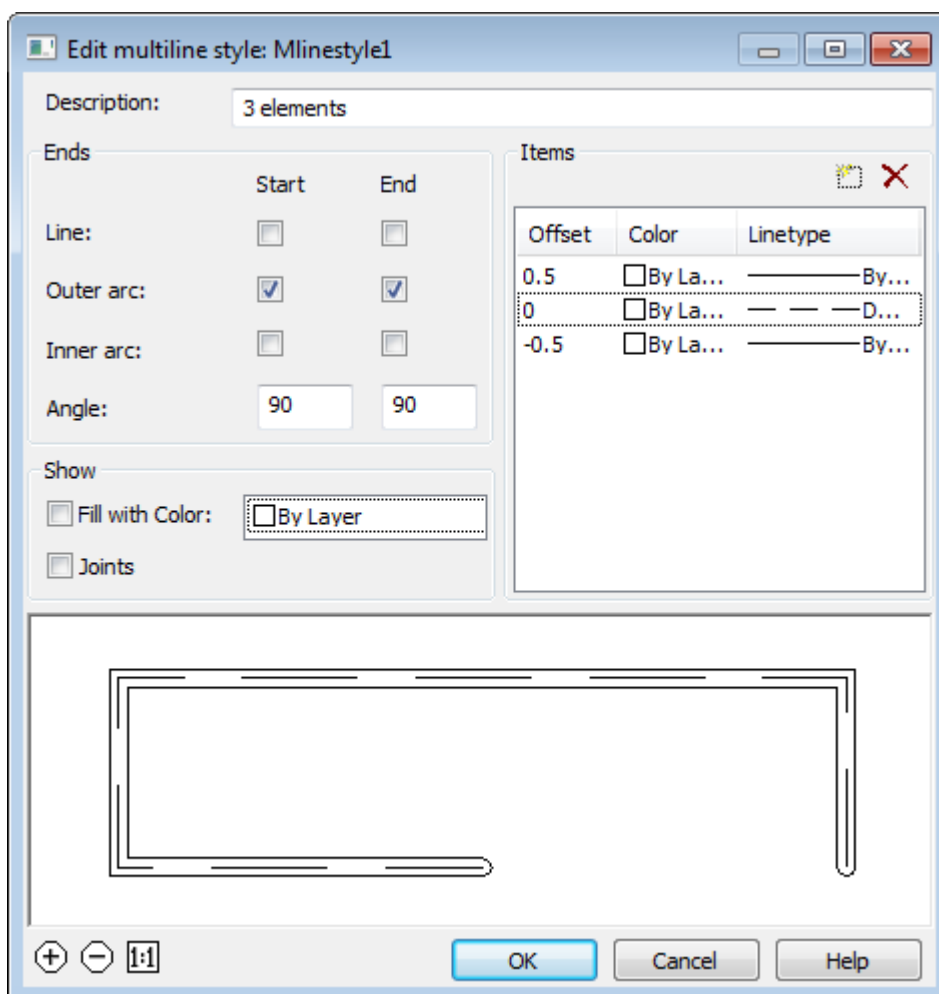 Edit multiline style: Mlinestyle1
Description: 3 elements
Ends
Start End
Line:
Outer arc:
Inner arc:
Angle: 90 90
Show
Fill with Color: By Layer
Joints
Items
Offset Color Linetype
0.5 By La... By...
0 By La... D...
-0.5 By La... By...
1:1
OK Cancel Help